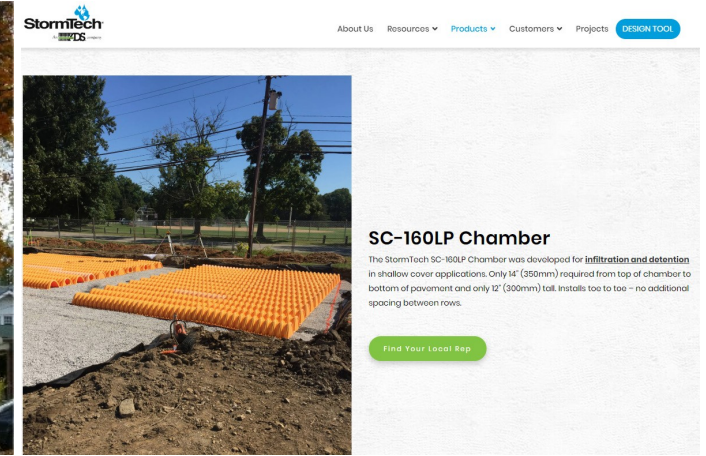 StormTech
About Us Resources Products Customers Projects DESIGN TOOL
SC-160LP Chamber
The StormTech SC-160LP Chamber was developed for infiltration and detention
in shallow cover applications. Only 14" (350mm) required from top of chamber to
bottom of pavement and only 12" (300mm) tall. Installs toe to toe – no additional
spacing between rows.
Find Your Local Rep